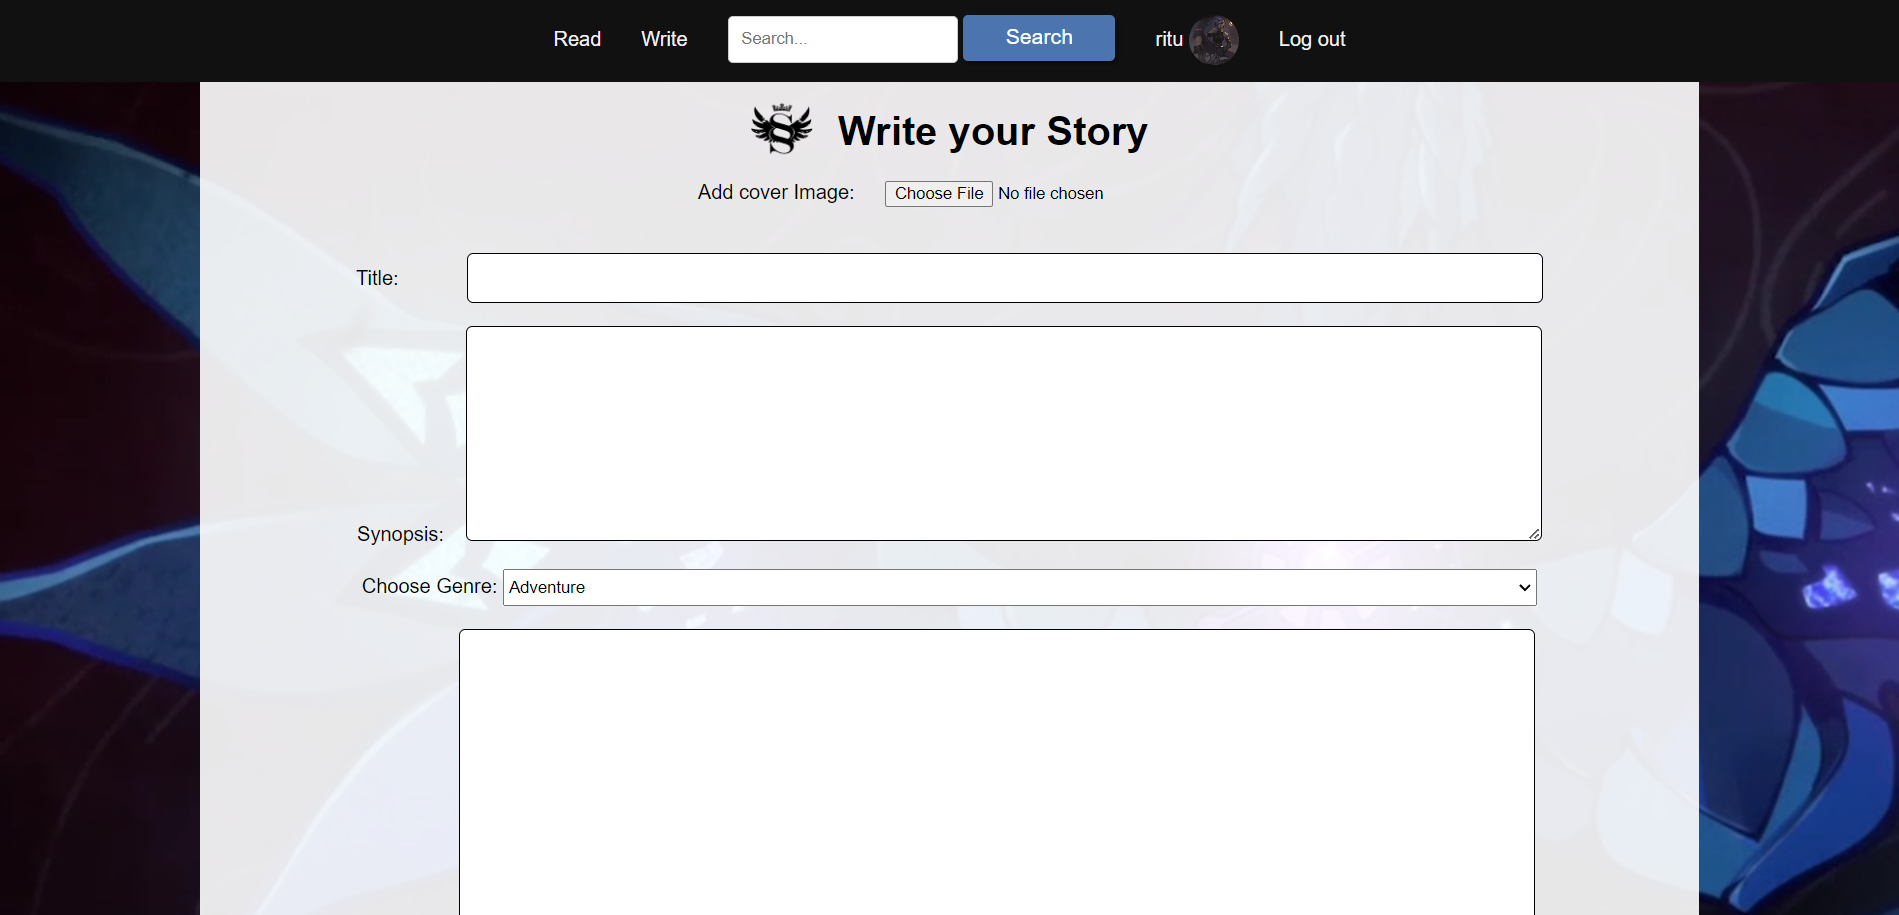 Read Write Search... Search ritu Log out
S Write your Story
Add cover Image: Choose File No file chosen
Title:
Synopsis:
Choose Genre: Adventure